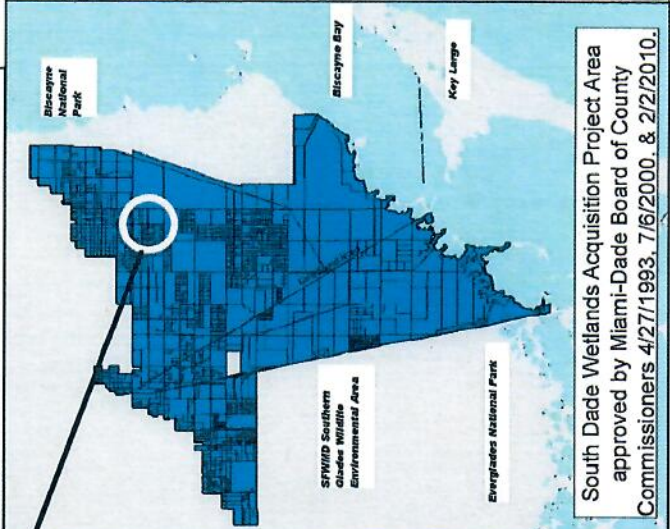 Biscayne
National
Park
Biscayne Bay
Key Largo
SFWMD Southern
Glades Wildlife
Environmental Area
Everglades National Park
South Dade Wetlands Acquisition Project Area
approved by Miami-Dade Board of County
Commissioners 4/27/1993, 7/6/2000, & 2/2/2010.